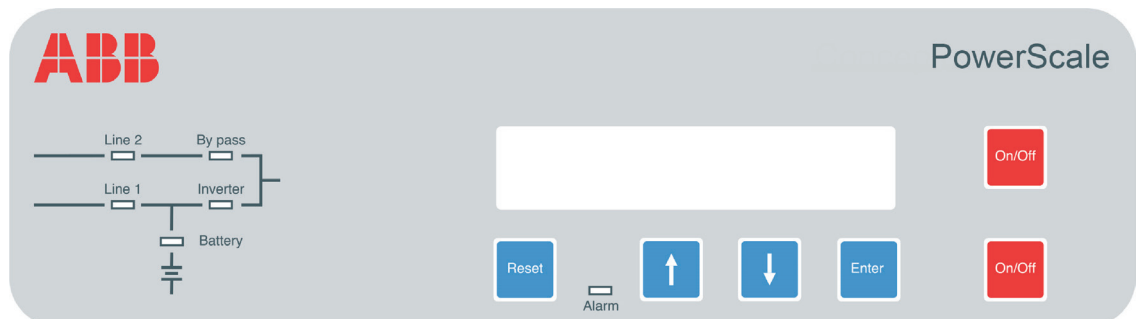 ABB
PowerScale
Line 2
By pass
On/Off
Line 1
Inverter
Battery
Reset
Enter
On/Off
Alarm